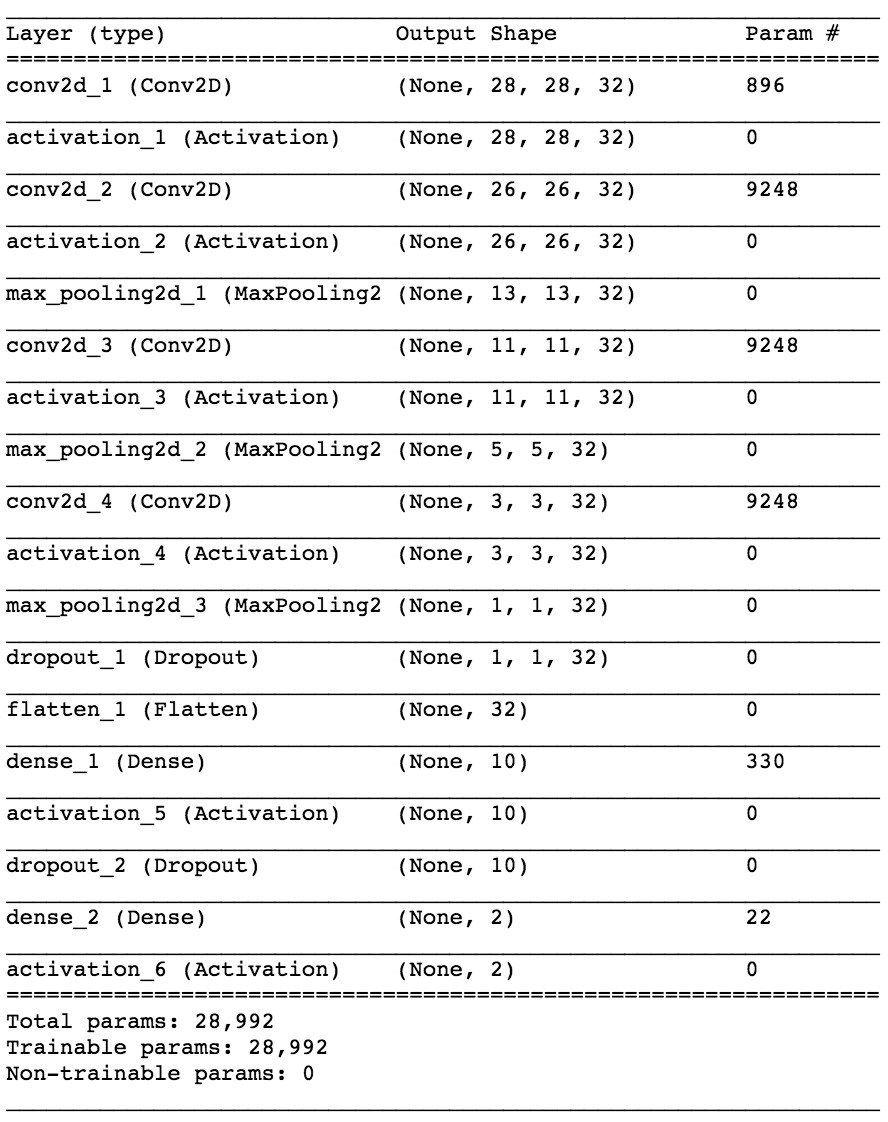 Layer (type) Output Shape Param #
conv2d_1 (Conv2D) (None, 28, 28, 32) 896
activation_1 (Activation) (None, 28, 28, 32) 0
conv2d_2 (Conv2D) (None, 26, 26, 32) 9248
activation_2 (Activation) (None, 26, 26, 32) 0
max_pooling2d_1 (MaxPooling2 (None, 13, 13, 32) 0
conv2d_3 (Conv2D) (None, 11, 11, 32) 9248
activation_3 (Activation) (None, 11, 11, 32) 0
max_pooling2d_2 (MaxPooling2 (None, 5, 5, 32) 0
conv2d_4 (Conv2D) (None, 3, 3, 32) 9248
activation_4 (Activation) (None, 3, 3, 32) 0
max_pooling2d_3 (MaxPooling2 (None, 1, 1, 32) 0
dropout_1 (Dropout) (None, 1, 1, 32) 0
flatten_1 (Flatten) (None, 32) 0
dense_1 (Dense) (None, 10) 330
activation_5 (Activation) (None, 10) 0
dropout_2 (Dropout) (None, 10) 0
dense_2 (Dense) (None, 2) 22
activation_6 (Activation) (None, 2) 0
Total params: 28,992
Trainable params: 28,992
Non-trainable params: 0